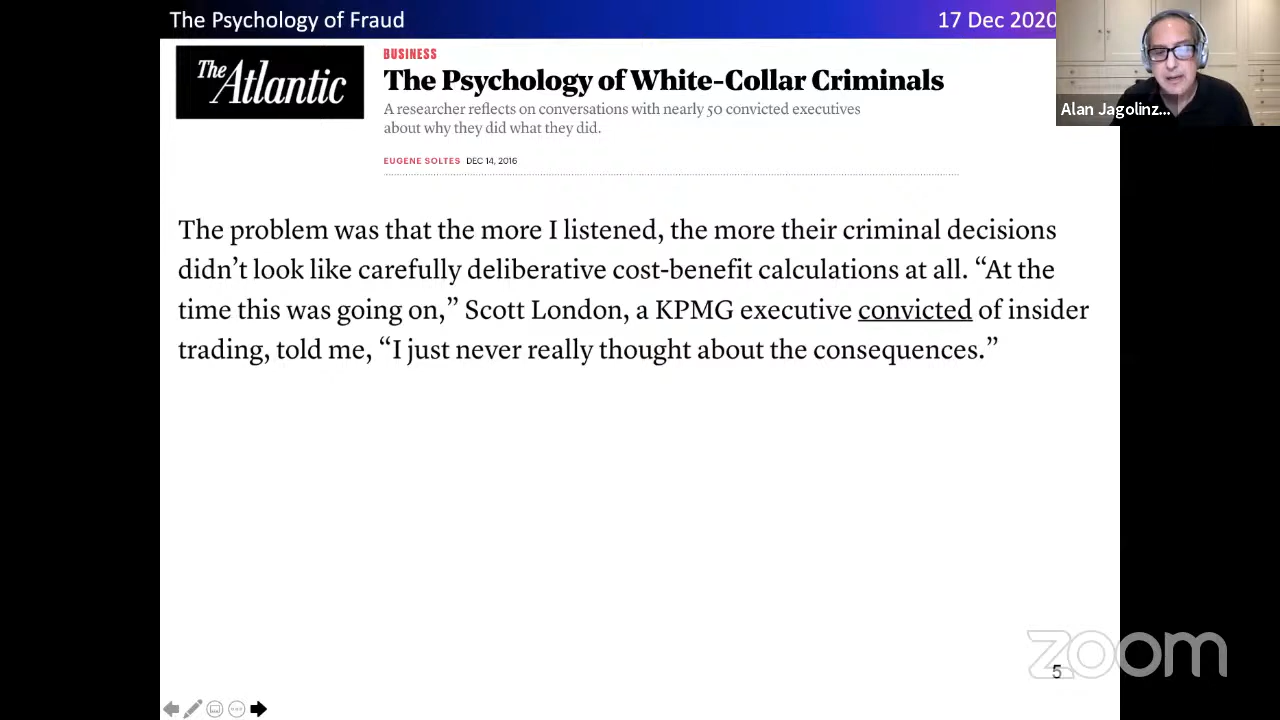 The Psychology of Fraud
17 Dec 2020
Alan Jagolinz...
The Atlantic
BUSINESS
The Psychology of White-Collar Criminals
A researcher reflects on conversations with nearly 50 convicted executives
about why they did what they did.
EUGENE SOLTES DEC 14, 2016
The problem was that the more I listened, the more their criminal decisions
didn’t look like carefully deliberative cost-benefit calculations at all. “At the
time this was going on,” Scott London, a KPMG executive convicted of insider
trading, told me, “I just never really thought about the consequences.”
zoom
5